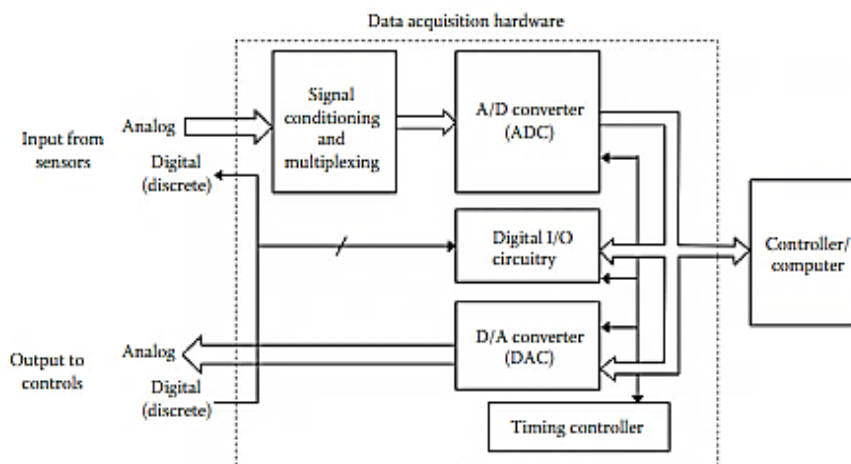 Data acquisition hardware
Input from
sensors
Analog
Digital
(discrete)
Signal
conditioning
and
multiplexing
A/D converter
(ADC)
Digital I/O
circuitry
Controller/
computer
Output to
controls
Analog
Digital
(discrete)
D/A converter
(DAC)
Timing controller